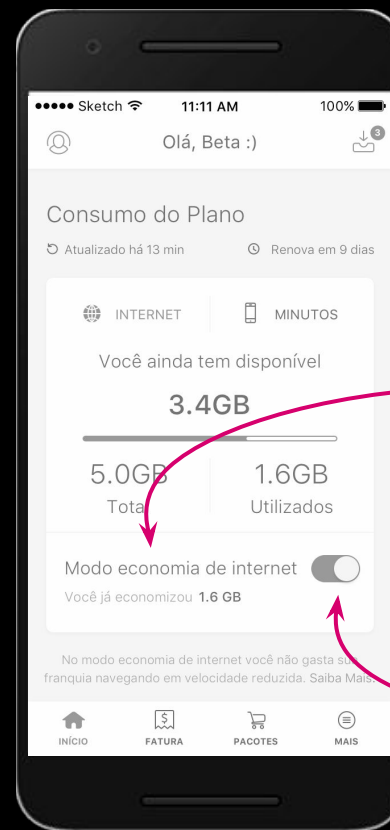 Sketch 11:11 AM 100%
Olá, Beta :) 3
Consumo do Plano
Atualizado há 13 min Renova em 9 dias
INTERNET MINUTOS
Você ainda tem disponível
3.4GB
5.0GB 1.6GB
Total Utilizados
Modo economia de internet
Você já economizou 1.6 GB
No modo economia de internet você não gasta sua
franquia navegando em velocidade reduzida. Saiba Mais.
INÍCIO FATURA PACOTES MAIS